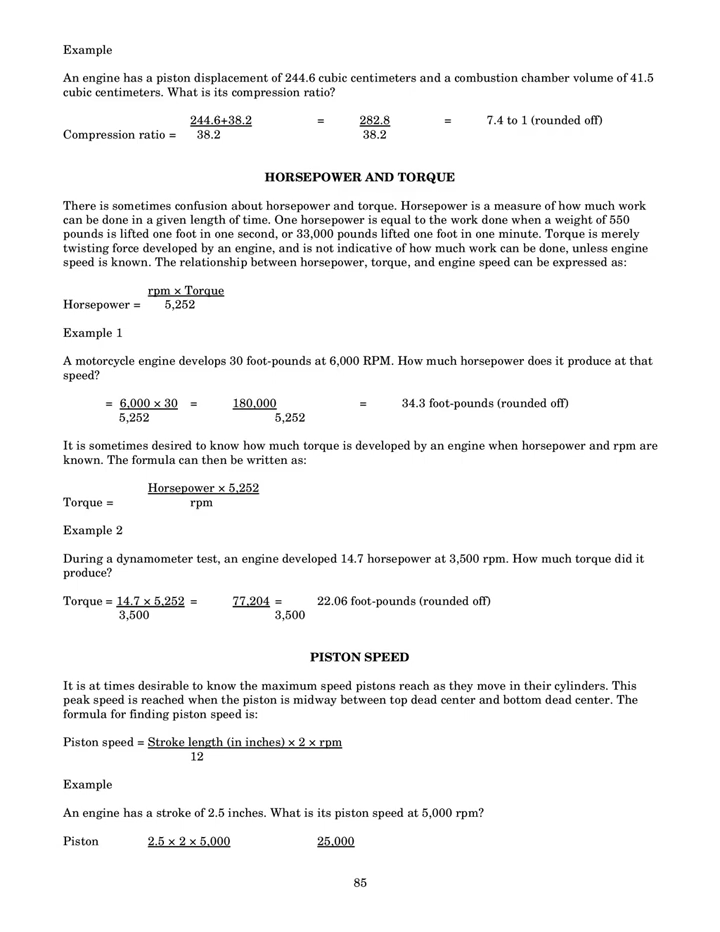 Example
An engine has a piston displacement of 244.6 cubic centimeters and a combustion chamber volume of 41.5
cubic centimeters. What is its compression ratio?
244.6+38.2 = 282.8 = 7.4 to 1 (rounded off)
Compression ratio = 38.2 38.2
HORSEPOWER AND TORQUE
There is sometimes confusion about horsepower and torque. Horsepower is a measure of how much work
can be done in a given length of time. One horsepower is equal to the work done when a weight of 550
pounds is lifted one foot in one second, or 33,000 pounds lifted one foot in one minute. Torque is merely
twisting force developed by an engine, and is not indicative of how much work can be done, unless engine
speed is known. The relationship between horsepower, torque, and engine speed can be expressed as:
rpm × Torque
Horsepower = 5,252
Example 1
A motorcycle engine develops 30 foot-pounds at 6,000 RPM. How much horsepower does it produce at that
speed?
= 6,000 × 30 = 180,000 = 34.3 foot-pounds (rounded off)
5,252 5,252
It is sometimes desired to know how much torque is developed by an engine when horsepower and rpm are
known. The formula can then be written as:
Horsepower × 5,252
Torque = rpm
Example 2
During a dynamometer test, an engine developed 14.7 horsepower at 3,500 rpm. How much torque did it
produce?
Torque = 14.7 × 5,252 = 77,204 = 22.06 foot-pounds (rounded off)
3,500 3,500
PISTON SPEED
It is at times desirable to know the maximum speed pistons reach as they move in their cylinders. This
peak speed is reached when the piston is midway between top dead center and bottom dead center. The
formula for finding piston speed is:
Piston speed = Stroke length (in inches) × 2 × rpm
12
Example
An engine has a stroke of 2.5 inches. What is its piston speed at 5,000 rpm?
Piston 2.5 × 2 × 5,000 25,000
85